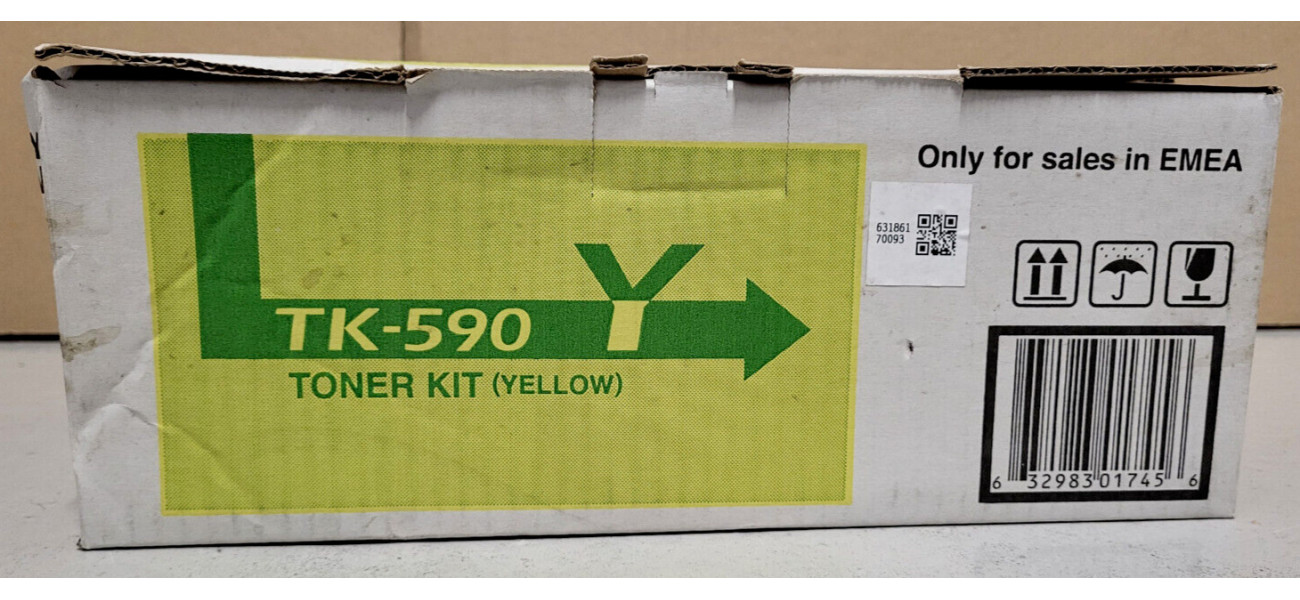 Only for sales in EMEA
631861
70093
Y
TK-590
TONER KIT (YELLOW)
6 32983 01745 6